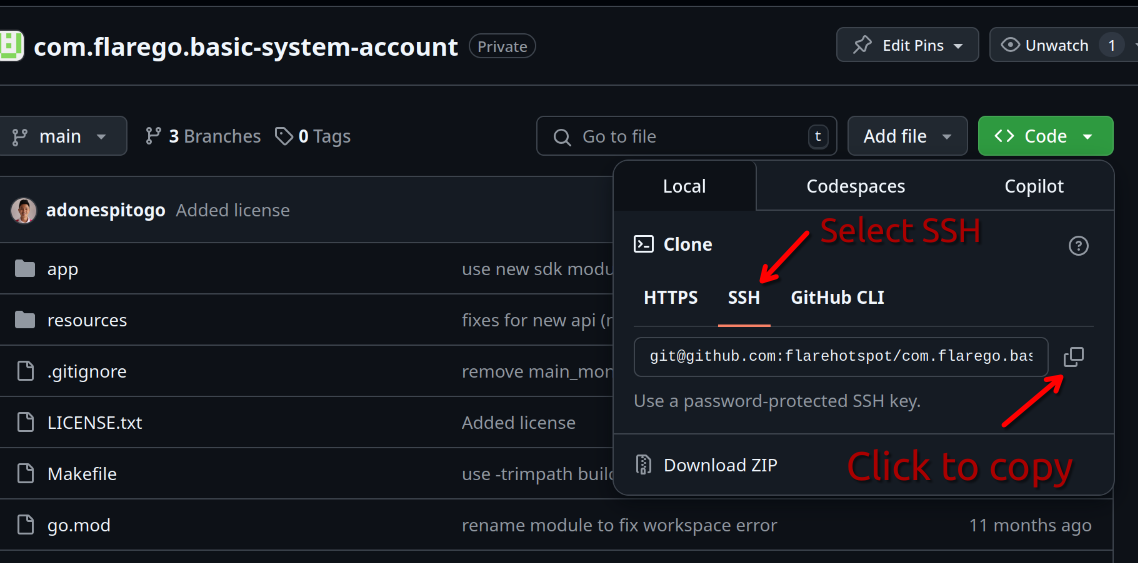 com.flarego.basic-system-account Private Edit Pins Unwatch 1
main 3 Branches 0 Tags Go to file t Add file <> Code
Local Codespaces Copilot
adonespitogo Added license
Select SSH
Clone
app use new sdk modu
HTTPS SSH GitHub CLI
resources fixes for new api (r
git@github.com:flarehotspot/com.flarego.bas
.gitignore remove main_mon
Use a password-protected SSH key.
LICENSE.txt Added license
Download ZIP
Click to copy
Makefile use -trimpath build
go.mod rename module to fix workspace error 11 months ago